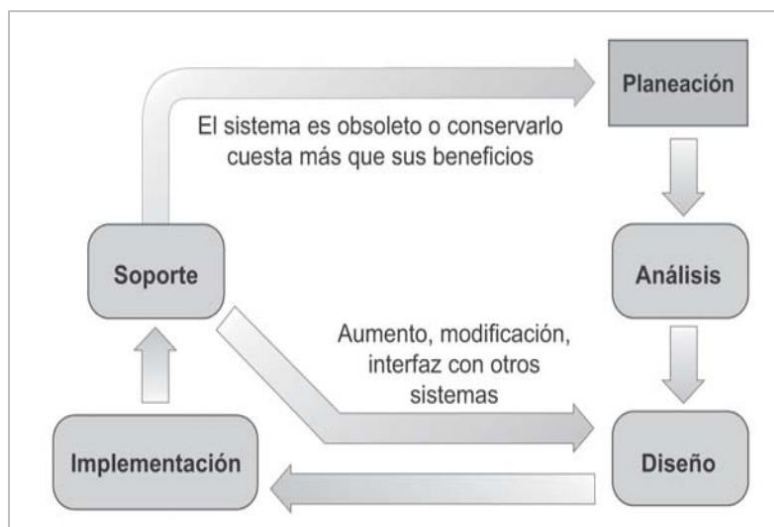 Planeación
El sistema es obsoleto o conservarlo
cuesta más que sus beneficios
Soporte
Análisis
Aumento, modificación,
interfaz con otros
sistemas
Implementación
Diseño